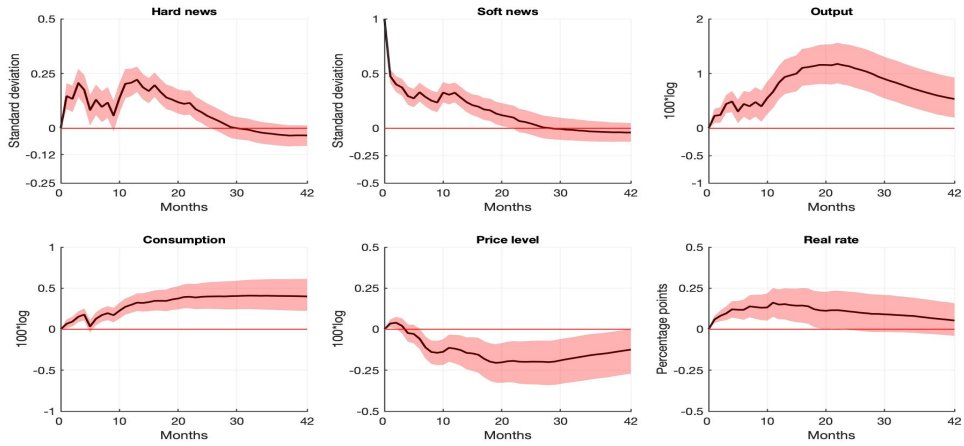 Hard news
Standard deviation
0.5
0.25
0
-0.12
-0.25
0 10 20 30 42
Months
Soft news
Standard deviation
1
0.5
0.25
0
-0.25
-0.5
0 10 20 30 42
Months
Output
100*log
2
1
0
-0.5
-1
0 10 20 30 42
Months
Consumption
100*log
1
0.5
0
-0.5
-1
0 10 20 30 42
Months
Price level
100*log
0.5
0.25
0
-0.25
-0.5
0 10 20 30 42
Months
Real rate
Percentage points
0.5
0.25
0
-0.25
-0.5
0 10 20 30 42
Months